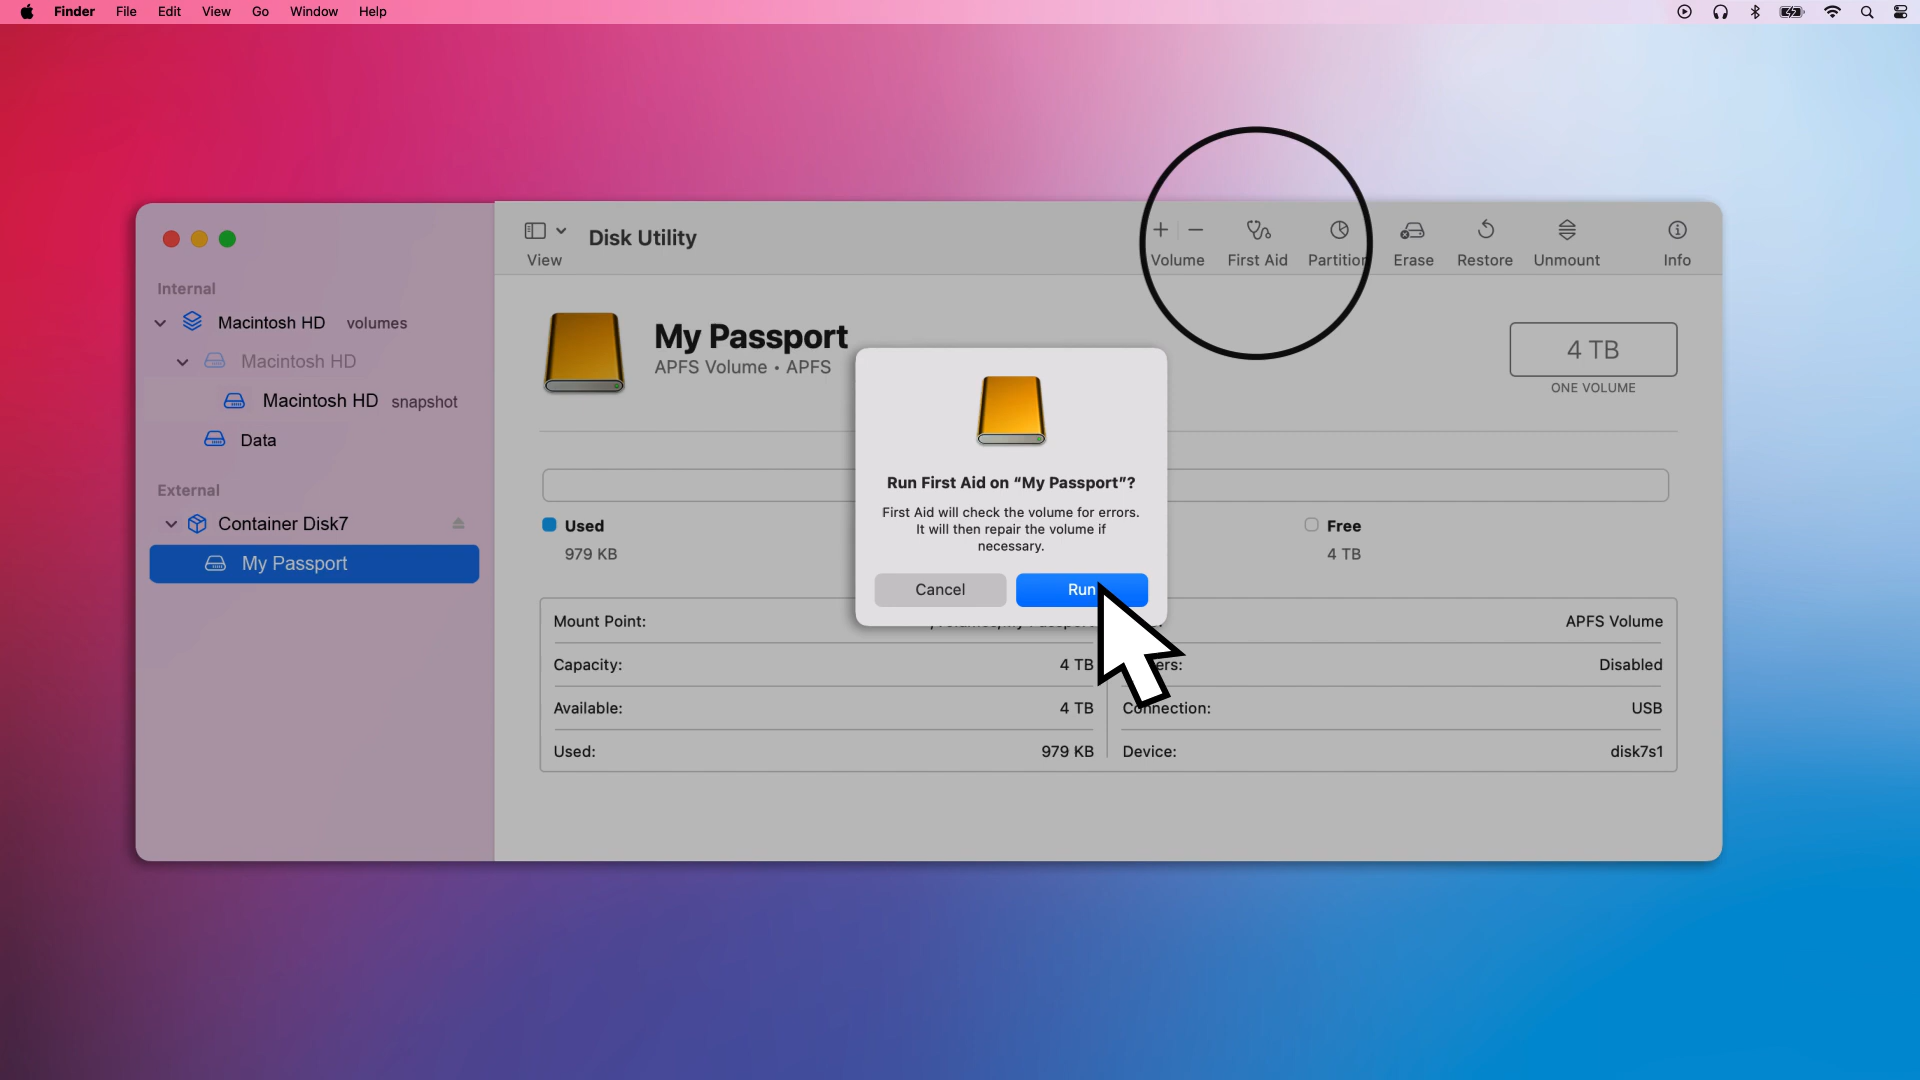 Finder File Edit View Go Window Help
Disk Utility
View
Volume First Aid Partition Erase Restore Unmount Info
Internal
Macintosh HD volumes
Macintosh HD
Macintosh HD snapshot
Data
External
Container Disk7
My Passport
My Passport
APFS Volume • APFS
4 TB
ONE VOLUME
Used
979 KB
Free
4 TB
Run First Aid on “My Passport”?
First Aid will check the volume for errors.
It will then repair the volume if
necessary.
Cancel Run
Mount Point:
APFS Volume
Capacity: 4 TB
Disabled
Available: 4 TB
Connection: USB
Used: 979 KB
Device: disk7s1